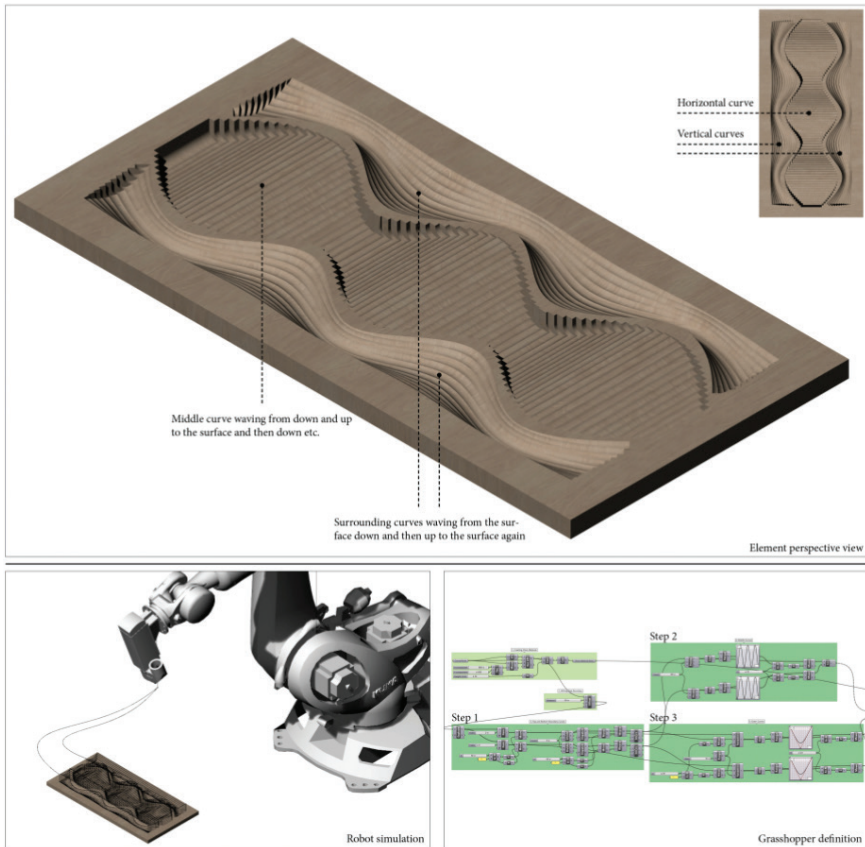 Horizontal curve
Vertical curves
Middle curve waving from down and up
to the surface and then down etc.
Surrounding curves waving from the sur-
face down and then up to the surface again
Element perspective view
Robot simulation
Step 2
Step 1
Step 3
Grasshopper definition